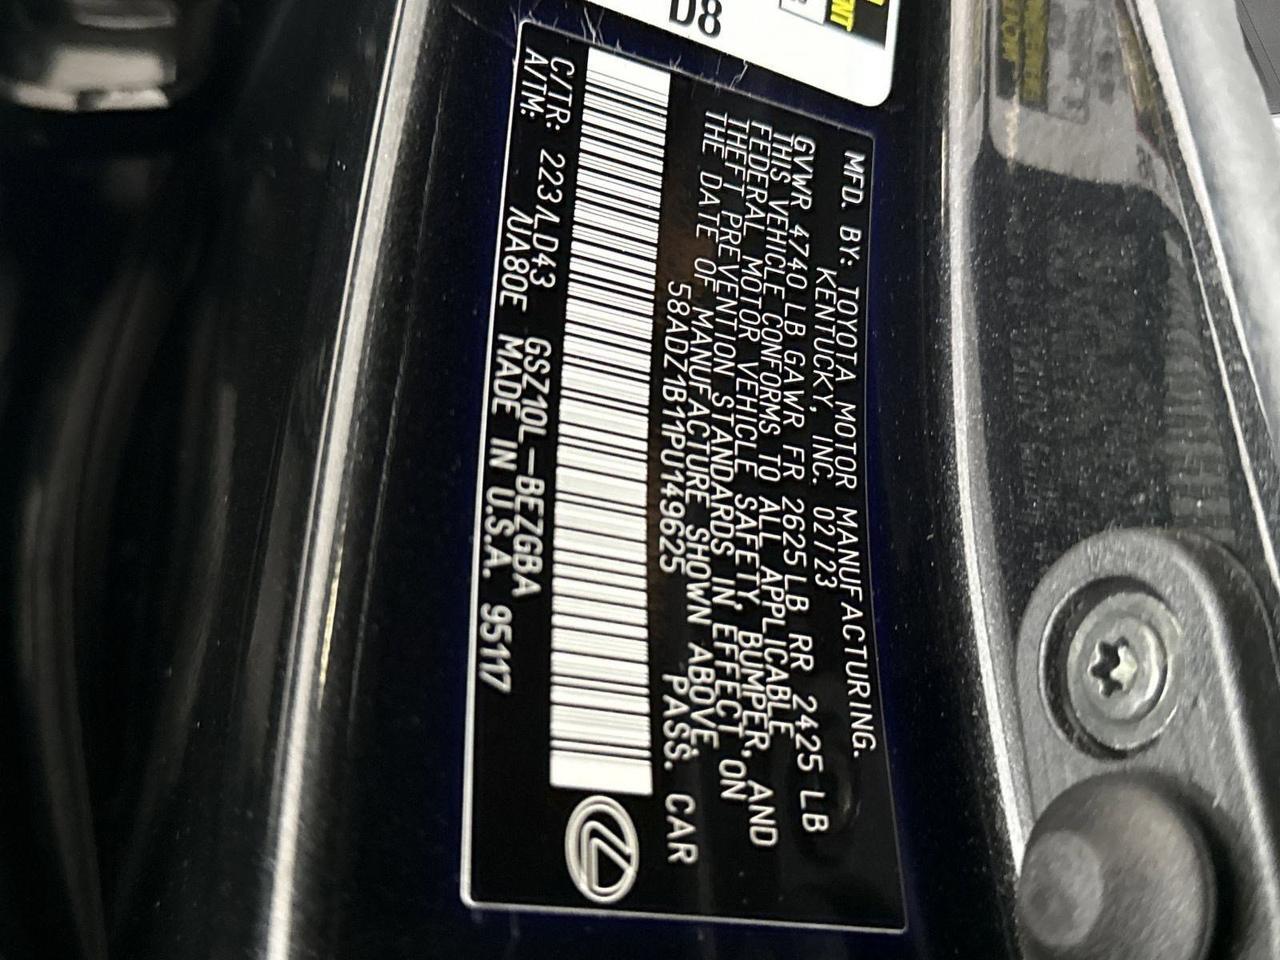 D8
MFD. BY: TOYOTA MOTOR MANUFACTURING.
KENTUCKY, INC. 02/23
GVWR 4740 LB GAWR FR 2625 LB RR 2425 LB
THIS VEHICLE CONFORMS TO ALL APPLICABLE
FEDERAL MOTOR VEHICLE SAFETY, BUMPER, AND
THEFT PREVENTION STANDARDS IN EFFECT ON
THE DATE OF MANUFACTURE SHOWN ABOVE.
58ADZ1B11PU149625 PASS. CAR
C/TR: 223/LD43 GSZ10L-BEZGBA
A/TM: /UA80E MADE IN U.S.A. 95117